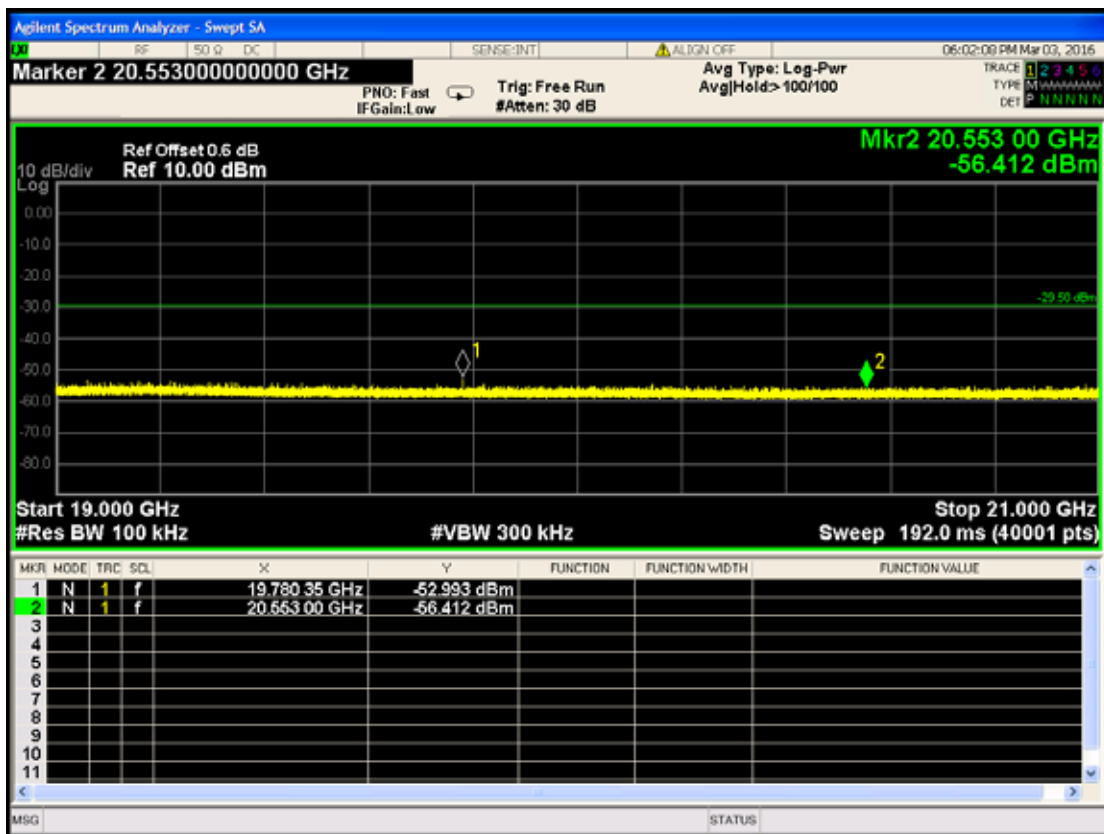 Agilent Spectrum Analyzer - Swept SA
RF 50 Ω DC SENSE:INT ALIGN OFF 06:02:08 PM Mar 03, 2016
Marker 2 20.553000000000 GHz
PNO: Fast
IFGain:Low
Trig: Free Run
#Atten: 30 dB
Avg Type: Log-Pwr
Avg|Hold:> 100/100
TRACE 1 2 3 4 5 6
TYPE M
DET P N N N N N
Mkr2 20.553 00 GHz
-56.412 dBm
Ref Offset 0.6 dB
10 dB/div Ref 10.00 dBm
Log
0.00
-10.0
-20.0
-29.50 dBm
-30.0
-40.0
1
-50.0
2
-60.0
-70.0
-80.0
Start 19.000 GHz Stop 21.000 GHz
#Res BW 100 kHz #VBW 300 kHz Sweep 192.0 ms (40001 pts)
MKR MODE TRC SCL X Y FUNCTION FUNCTION WIDTH FUNCTION VALUE
1 N 1 f 19.780 35 GHz -52.993 dBm
2 N 1 f 20.553 00 GHz -56.412 dBm
3
4
5
6
7
8
9
10
11
MSG STATUS